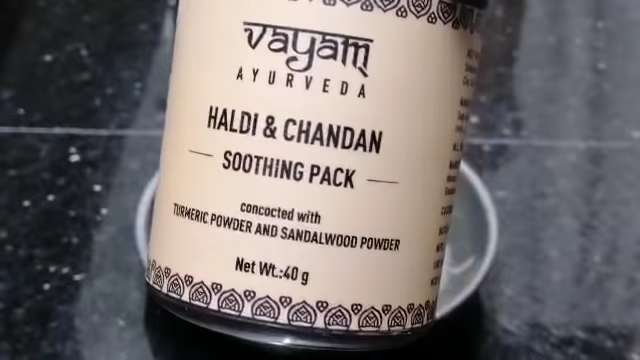 vayam
AYURVEDA
HALDI & CHANDAN
SOOTHING PACK
concocted with
TURMERIC POWDER AND SANDALWOOD POWDER
Net Wt.:40 g